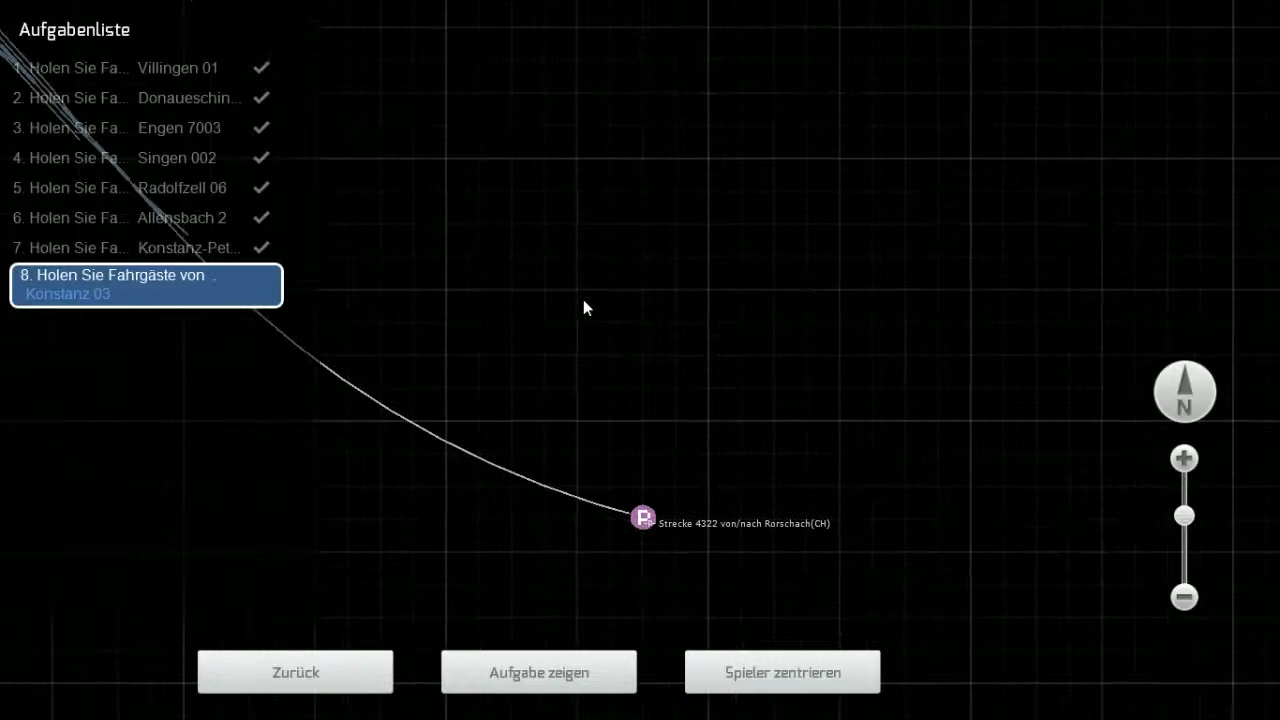 Aufgabenliste
1. Holen Sie Fa... Villingen 01
2. Holen Sie Fa... Donaueschin...
3. Holen Sie Fa... Engen 7003
4. Holen Sie Fa... Singen 002
5. Holen Sie Fa... Radolfzell 06
6. Holen Sie Fa... Allensbach 2
7. Holen Sie Fa... Konstanz-Pet...
8. Holen Sie Fahrgäste von .
Konstanz 03
N
P Strecke 4322 von/nach Rorschach(CH)
Zurück
Aufgabe zeigen
Spieler zentrieren